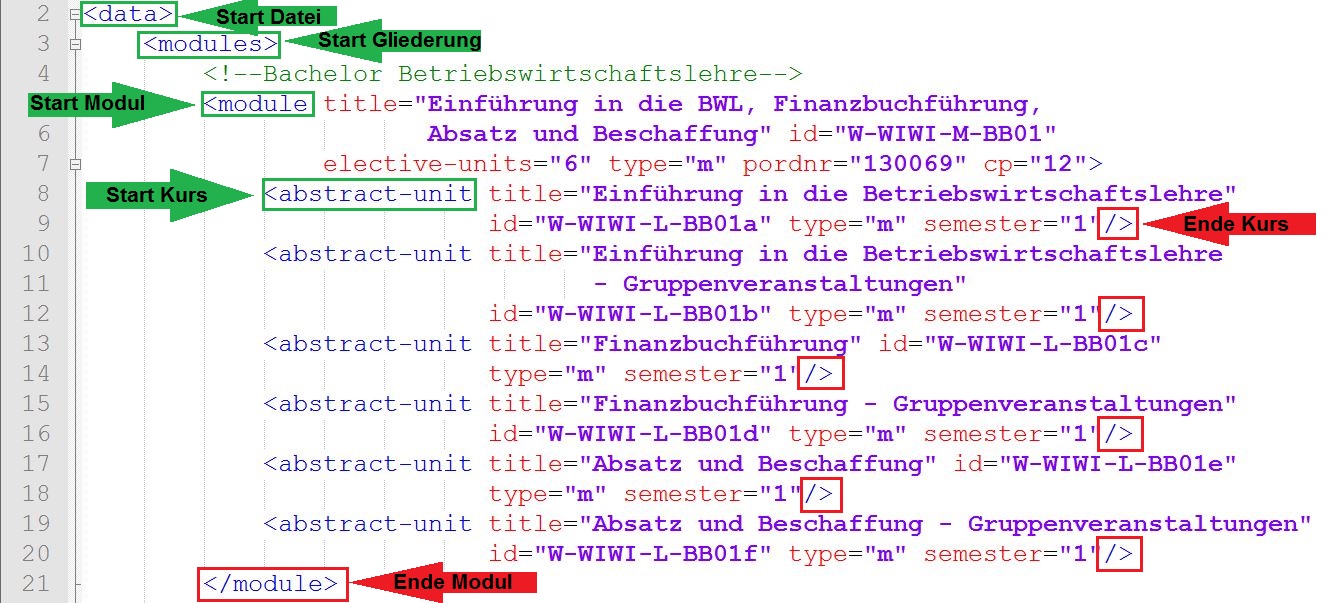 2 <data> Start Datei
3 <modules> Start Gliederung
4 <!--Bachelor Betriebswirtschaftslehre-->
Start Modul <module title="Einführung in die BWL, Finanzbuchführung,
6 Absatz und Beschaffung" id="W-WIWI-M-BB01"
7 elective-units="6" type="m" pordnr="130069" cp="12">
8 Start Kurs <abstract-unit title="Einführung in die Betriebswirtschaftslehre"
9 id="W-WIWI-L-BB01a" type="m" semester="1"/> Ende Kurs
10 <abstract-unit title="Einführung in die Betriebswirtschaftslehre
11 - Gruppenveranstaltungen"
12 id="W-WIWI-L-BB01b" type="m" semester="1"/>
13 <abstract-unit title="Finanzbuchführung" id="W-WIWI-L-BB01c"
14 type="m" semester="1"/>
15 <abstract-unit title="Finanzbuchführung - Gruppenveranstaltungen"
16 id="W-WIWI-L-BB01d" type="m" semester="1"/>
17 <abstract-unit title="Absatz und Beschaffung" id="W-WIWI-L-BB01e"
18 type="m" semester="1"/>
19 <abstract-unit title="Absatz und Beschaffung - Gruppenveranstaltungen"
20 id="W-WIWI-L-BB01f" type="m" semester="1"/>
21 </module> Ende Modul